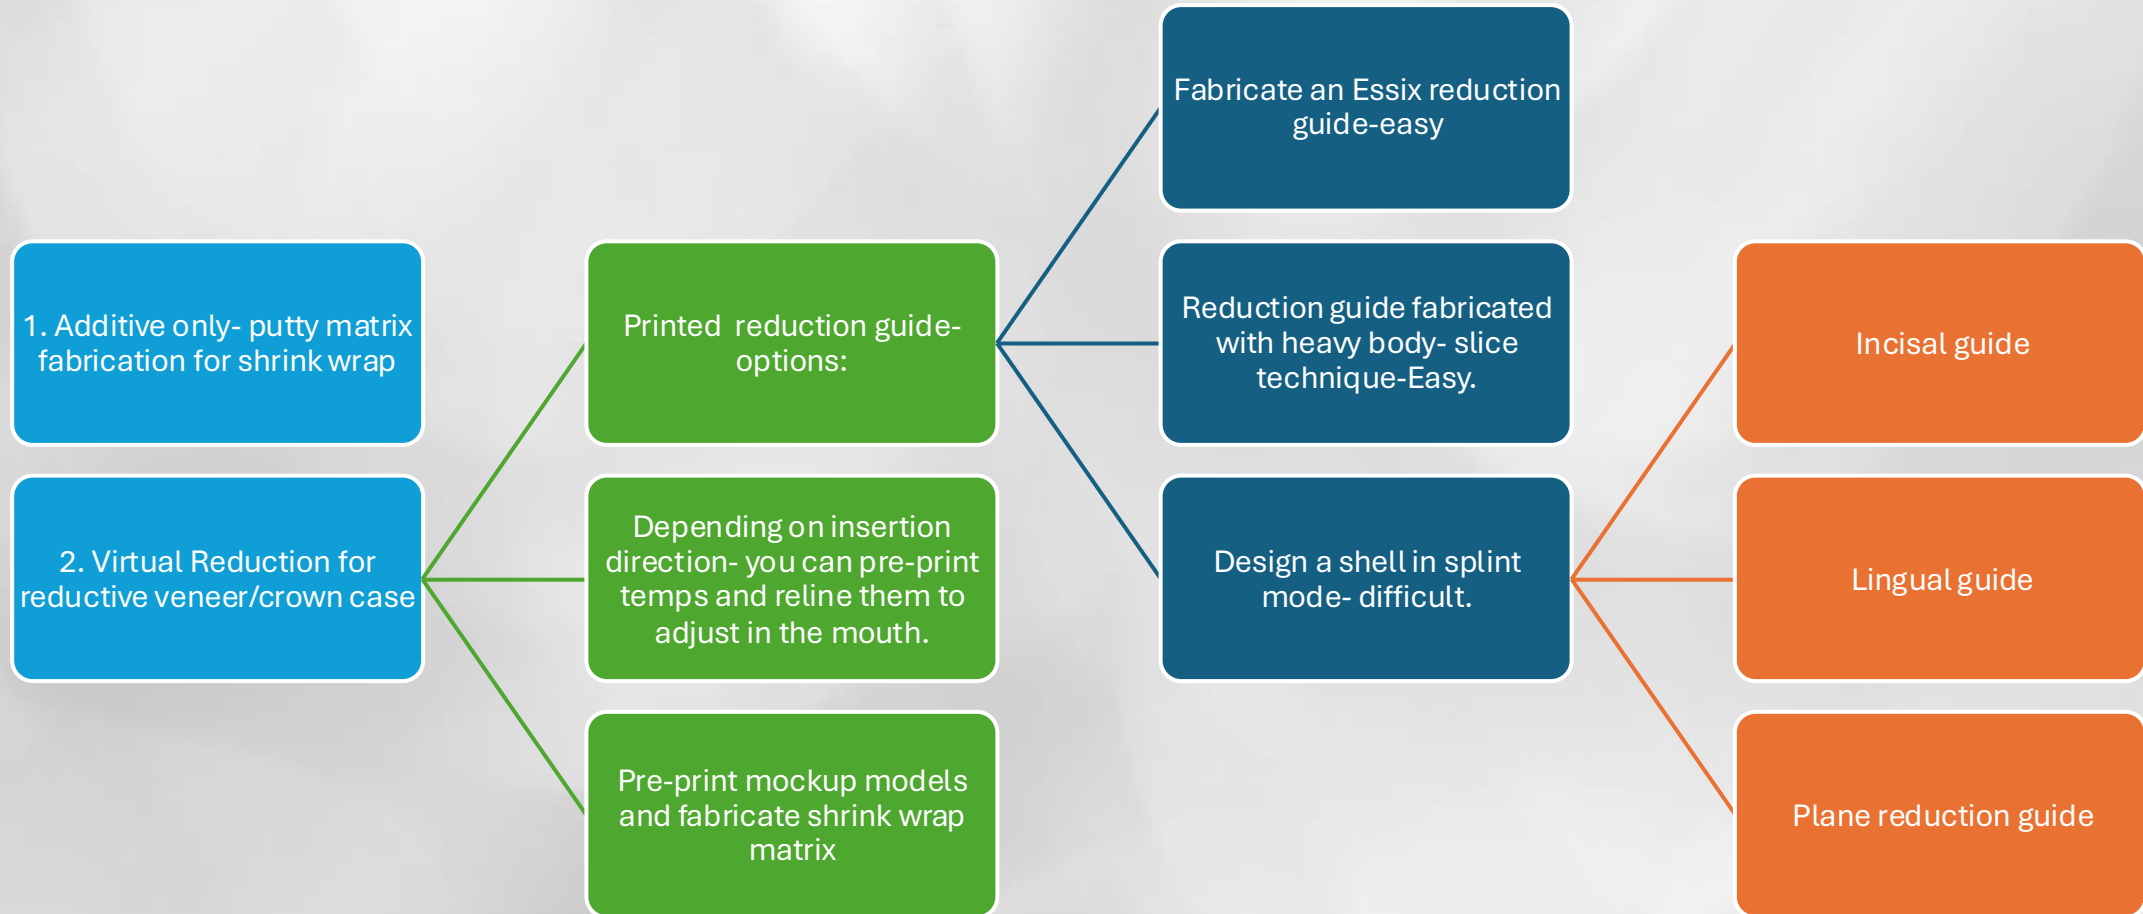 1. Additive only- putty matrix
fabrication for shrink wrap
2. Virtual Reduction for
reductive veneer/crown case
Printed  reduction guide-
options:
Depending on insertion
direction- you can pre-print
temps and reline them to
adjust in the mouth.
Pre-print mockup models
and fabricate shrink wrap
matrix
Fabricate an Essix reduction
guide-easy
Reduction guide fabricated
with heavy body- slice
technique-Easy.
Design a shell in splint
mode- difficult.
Incisal guide
Lingual guide
Plane reduction guide